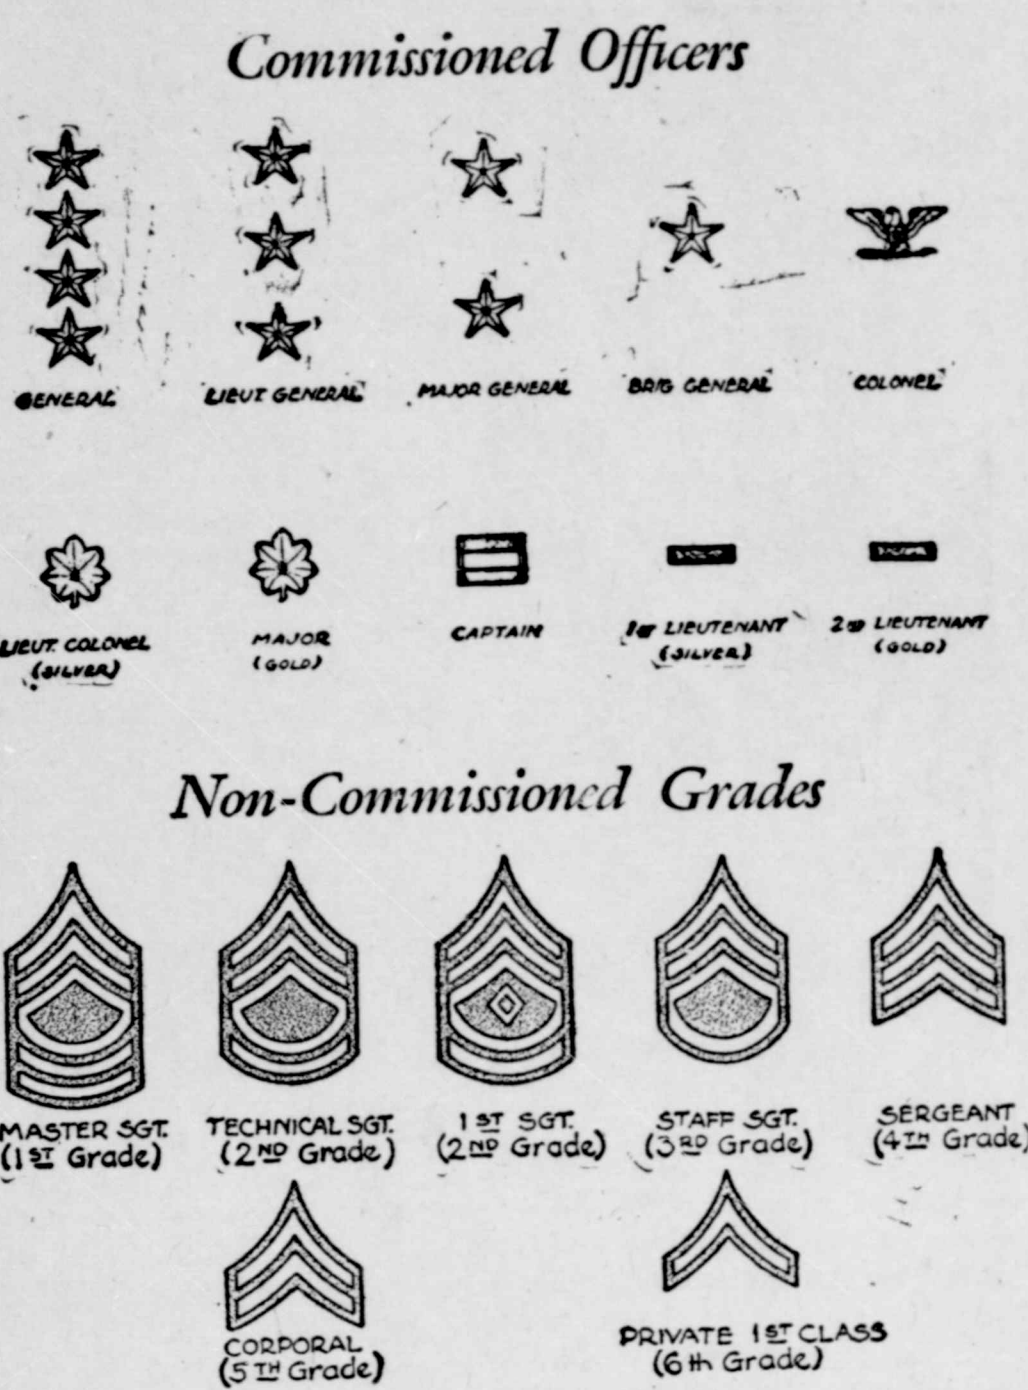 Commissioned Officers
GENERAL
LIEUT GENERAL
MAJOR GENERAL
BRIG GENERAL
COLONEL
LIEUT. COLONEL
(SILVER)
MAJOR
(GOLD)
CAPTAIN
1ST LIEUTENANT
(SILVER)
2ND LIEUTENANT
(GOLD)
Non-Commissioned Grades
MASTER SGT.
(1ST Grade)
TECHNICAL SGT.
(2ND Grade)
1ST SGT.
(2ND Grade)
STAFF SGT.
(3RD Grade)
SERGEANT
(4TH Grade)
CORPORAL
(5TH Grade)
PRIVATE 1ST CLASS
(6th Grade)